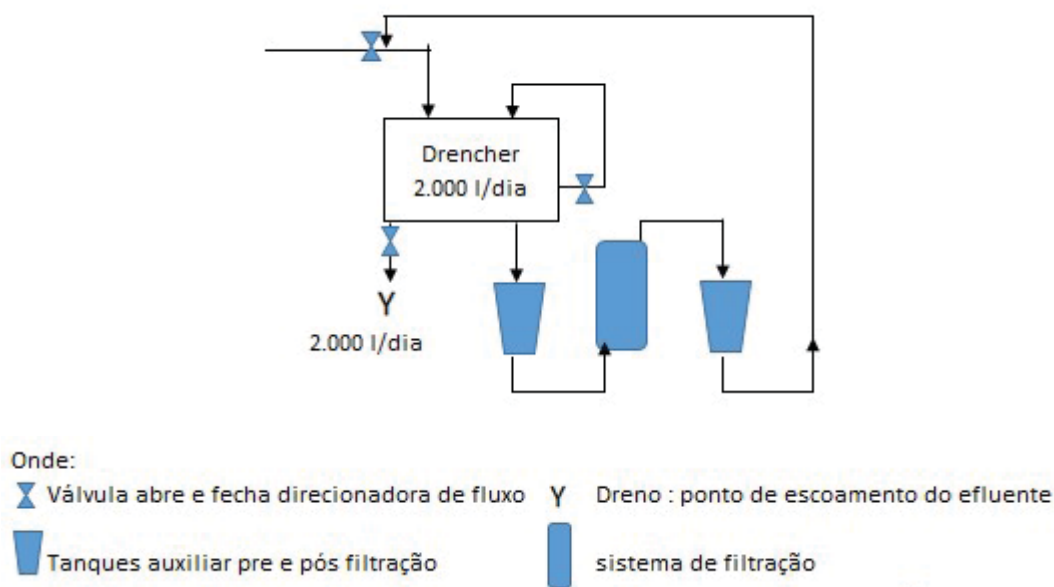 Drencher
2.000 l/dia
Y
2.000 l/dia
Onde:
Válvula abre e fecha direcionadora de fluxo
Y Dreno : ponto de escoamento do efluente
Tanques auxiliar pre e pós filtração
sistema de filtração